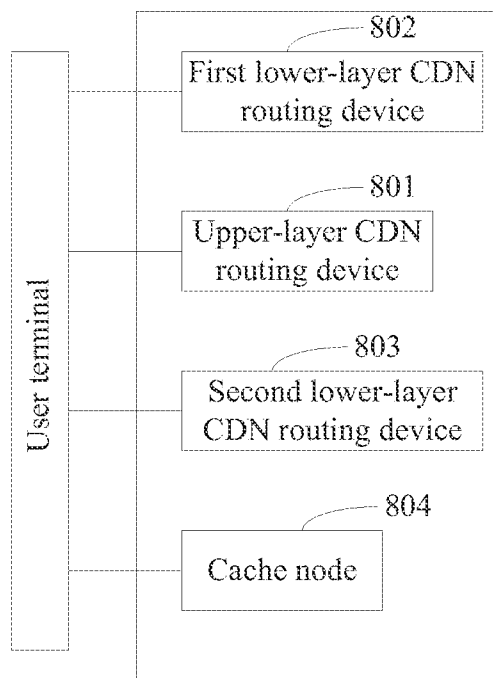 802
First lower-layer CDN
routing device
801
Upper-layer CDN
routing device
User terminal
803
Second lower-layer
CDN routing device
804
Cache node